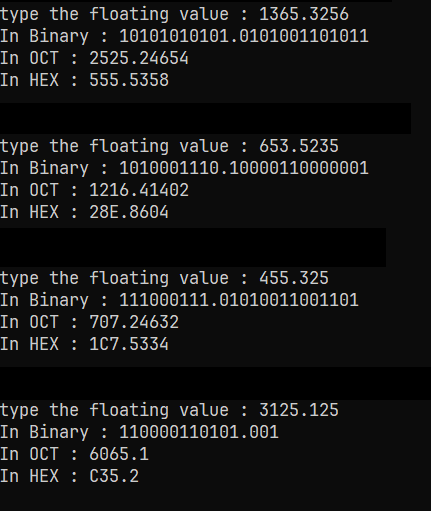 type the floating value : 1365.3256
In Binary : 10101010101.0101001101011
In OCT : 2525.24654
In HEX : 555.5358
type the floating value : 653.5235
In Binary : 1010001110.10000110000001
In OCT : 1216.41402
In HEX : 28E.8604
type the floating value : 455.325
In Binary : 111000111.01010011001101
In OCT : 707.24632
In HEX : 1C7.5334
type the floating value : 3125.125
In Binary : 110000110101.001
In OCT : 6065.1
In HEX : C35.2